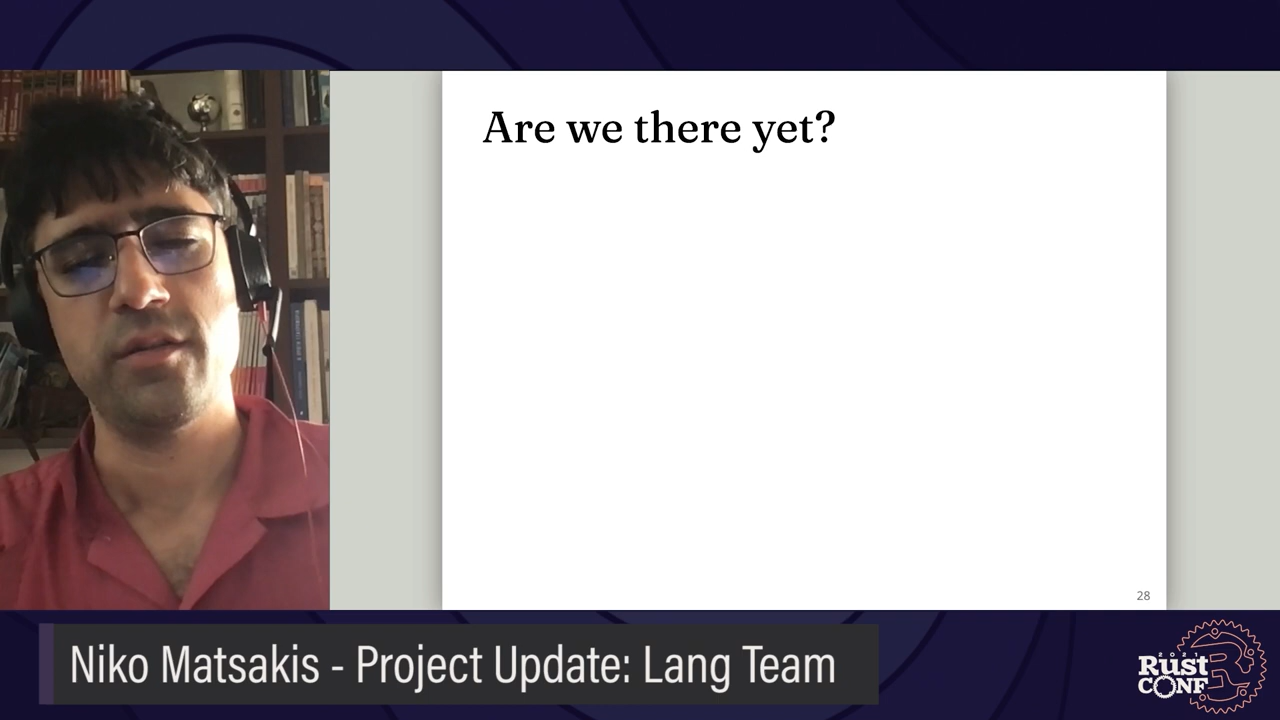 Are we there yet?
28
Niko Matsakis - Project Update: Lang Team
Rust
CONF